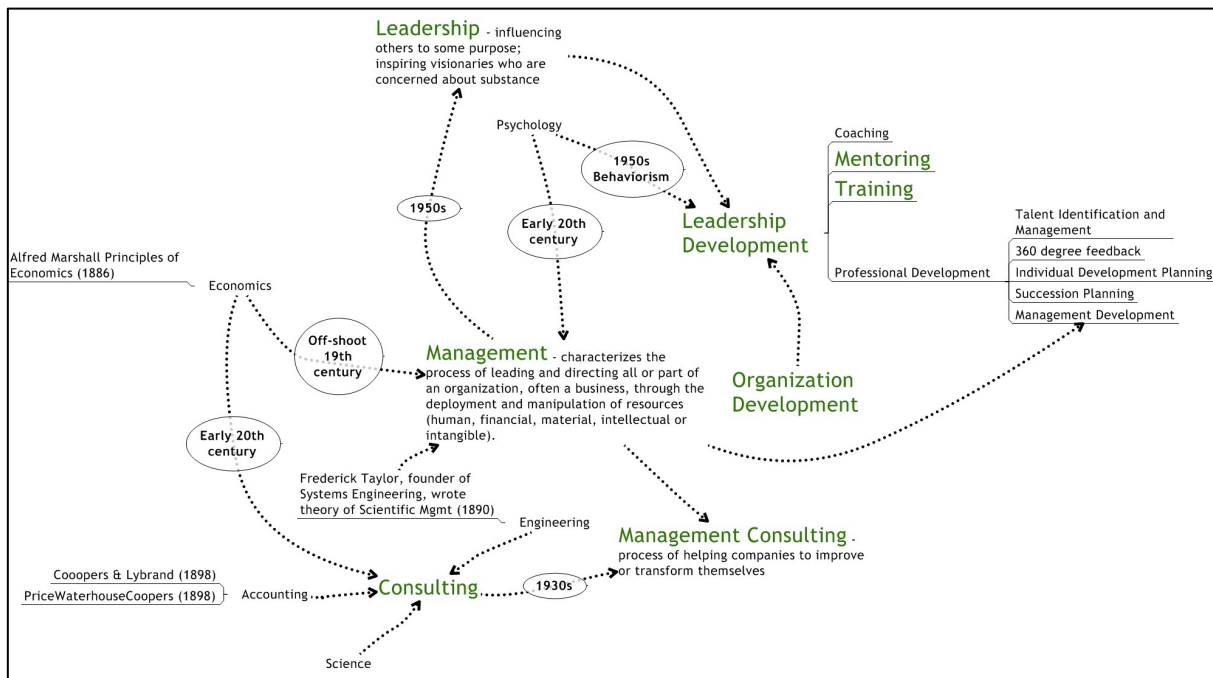 Leadership - influencing
others to some purpose;
inspiring visionaries who are
concerned about substance
Psychology
1950s
Behaviorism
Coaching
Mentoring
Training
1950s
Early 20th
century
Leadership
Development
Talent Identification and
Management
360 degree feedback
Professional Development
Individual Development Planning
Succession Planning
Management Development
Alfred Marshall Principles of
Economics (1886)
Economics
Off-shoot
19th
century
Management - characterizes the
process of leading and directing all or part of
an organization, often a business, through the
deployment and manipulation of resources
(human, financial, material, intellectual or
intangible).
Organization
Development
Early 20th
century
Frederick Taylor, founder of
Systems Engineering, wrote
theory of Scientific Mgmt (1890)
Engineering
Management Consulting -
process of helping companies to improve
or transform themselves
Cooopers & Lybrand (1898)
PriceWaterhouseCoopers (1898)
Accounting
Consulting
1930s
Science